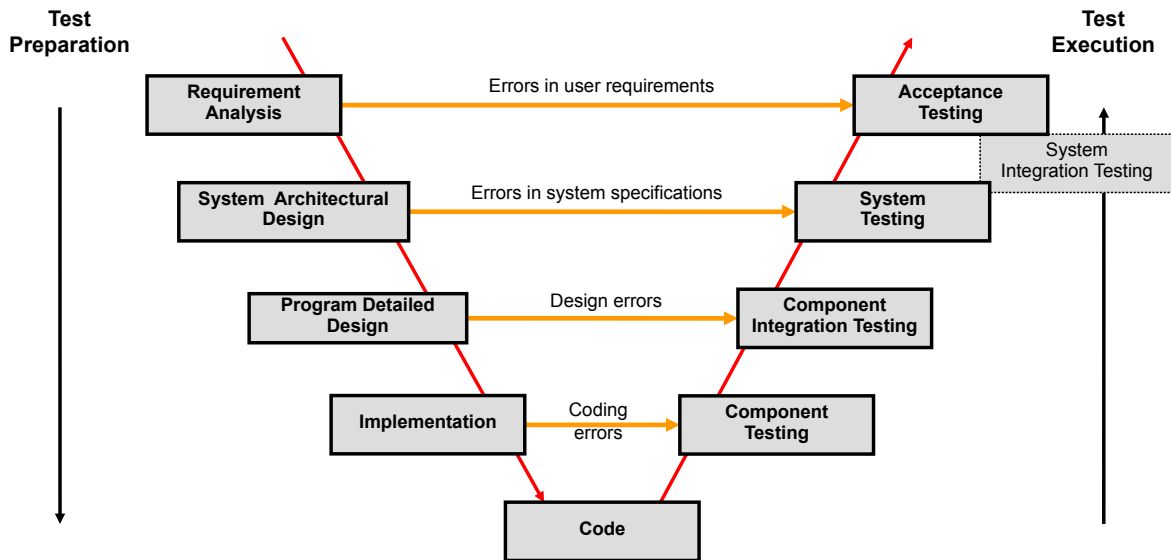 Test
Preparation
Test
Execution
Requirement
Analysis
Errors in user requirements
Acceptance
Testing
System
Integration Testing
System Architectural
Design
Errors in system specifications
System
Testing
Program Detailed
Design
Design errors
Component
Integration Testing
Implementation
Coding
errors
Component
Testing
Code